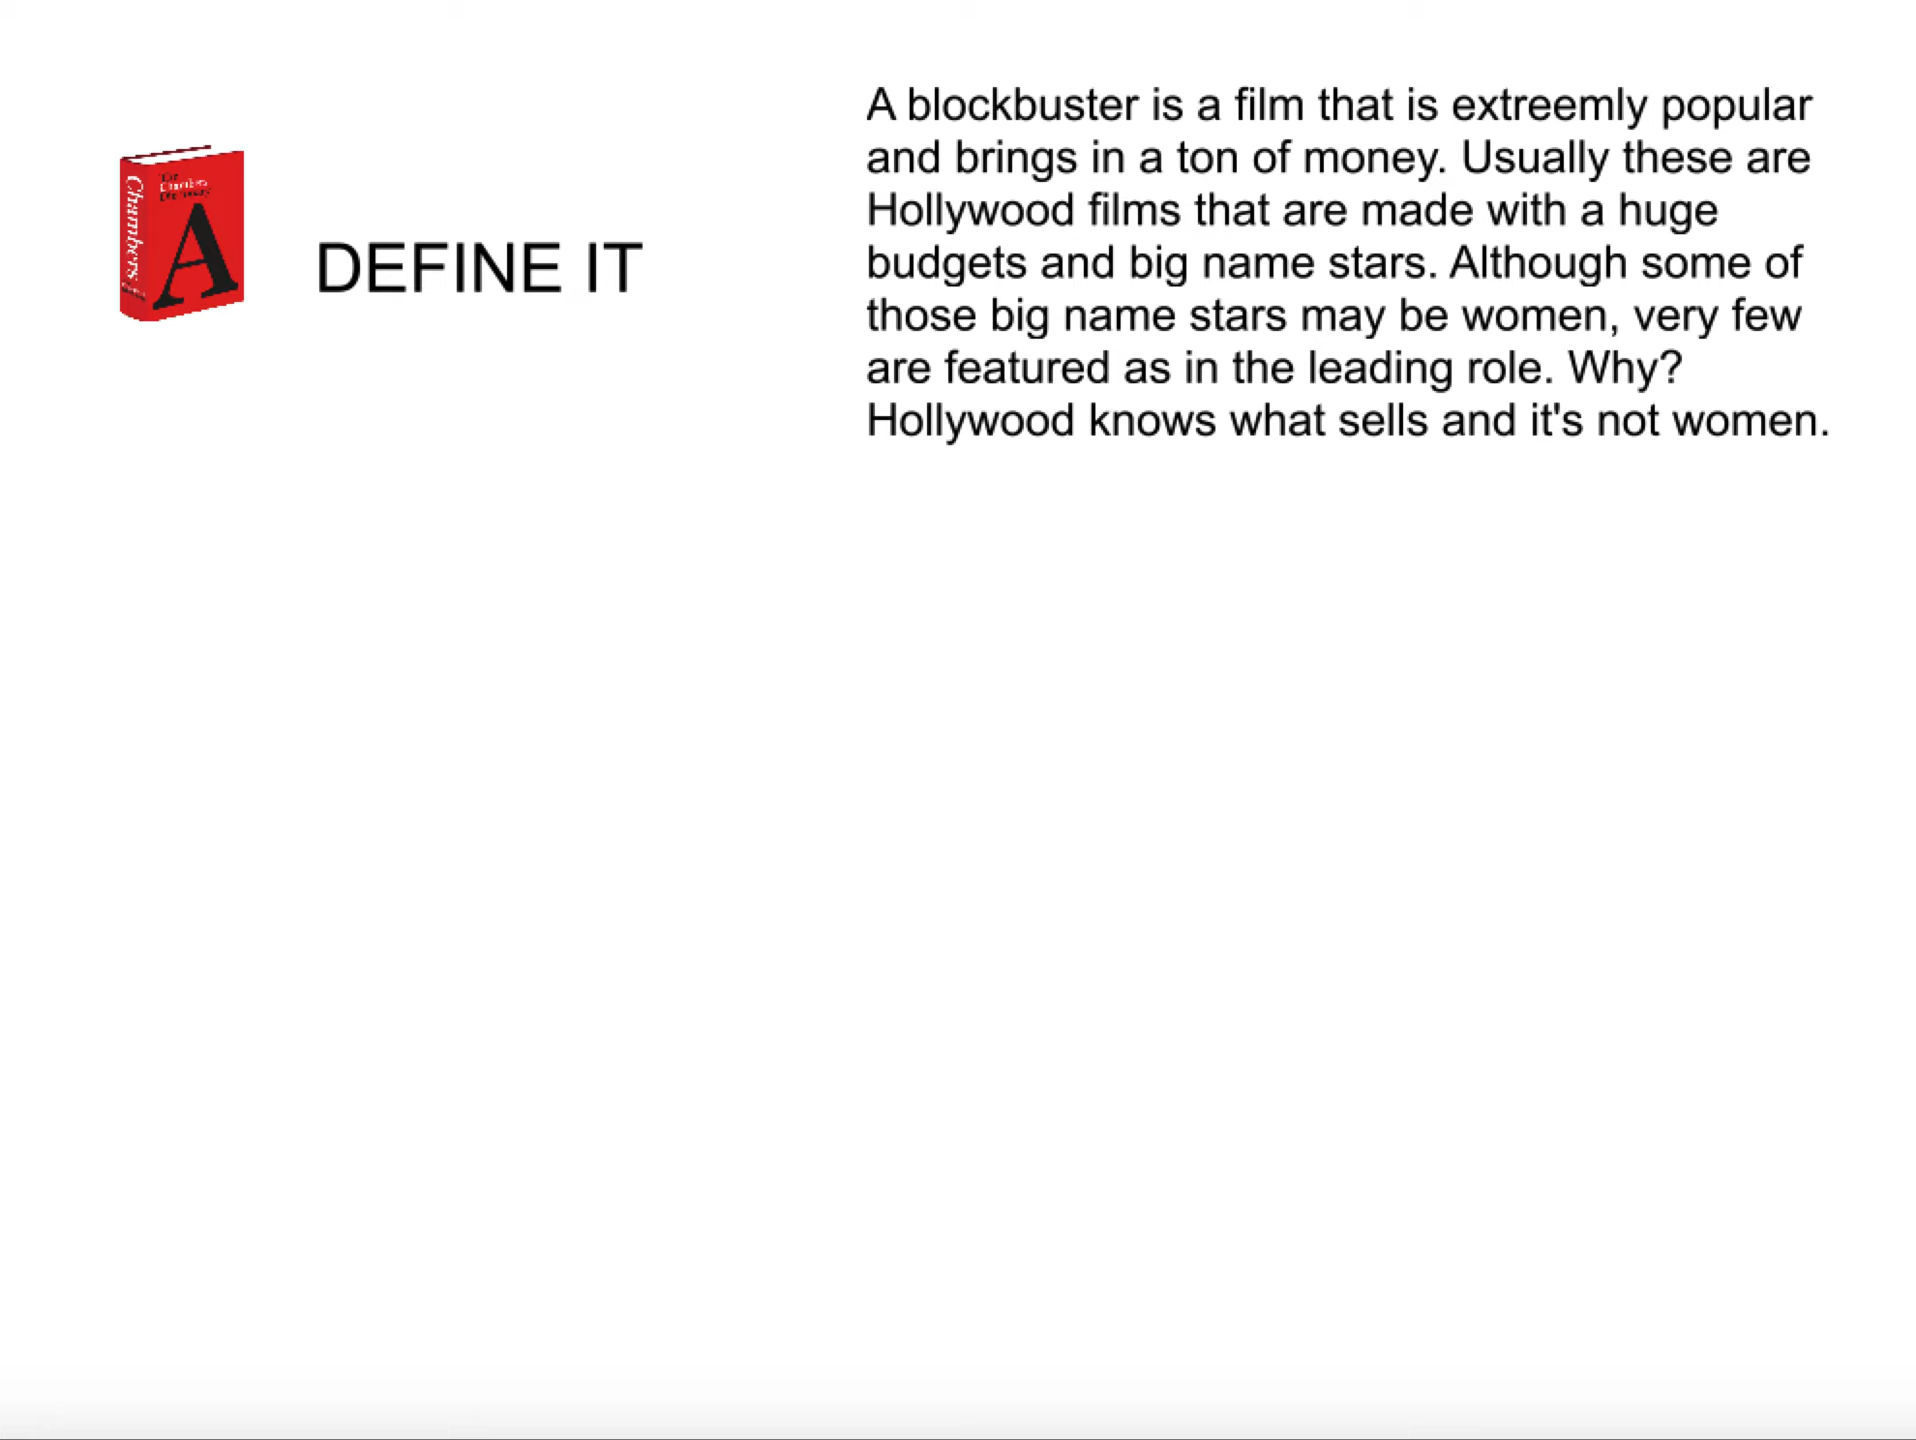 The
Chambers
Dictionary
Chambers
A
DEFINE IT
A blockbuster is a film that is extreemly popular
and brings in a ton of money. Usually these are
Hollywood films that are made with a huge
budgets and big name stars. Although some of
those big name stars may be women, very few
are featured as in the leading role. Why?
Hollywood knows what sells and it's not women.